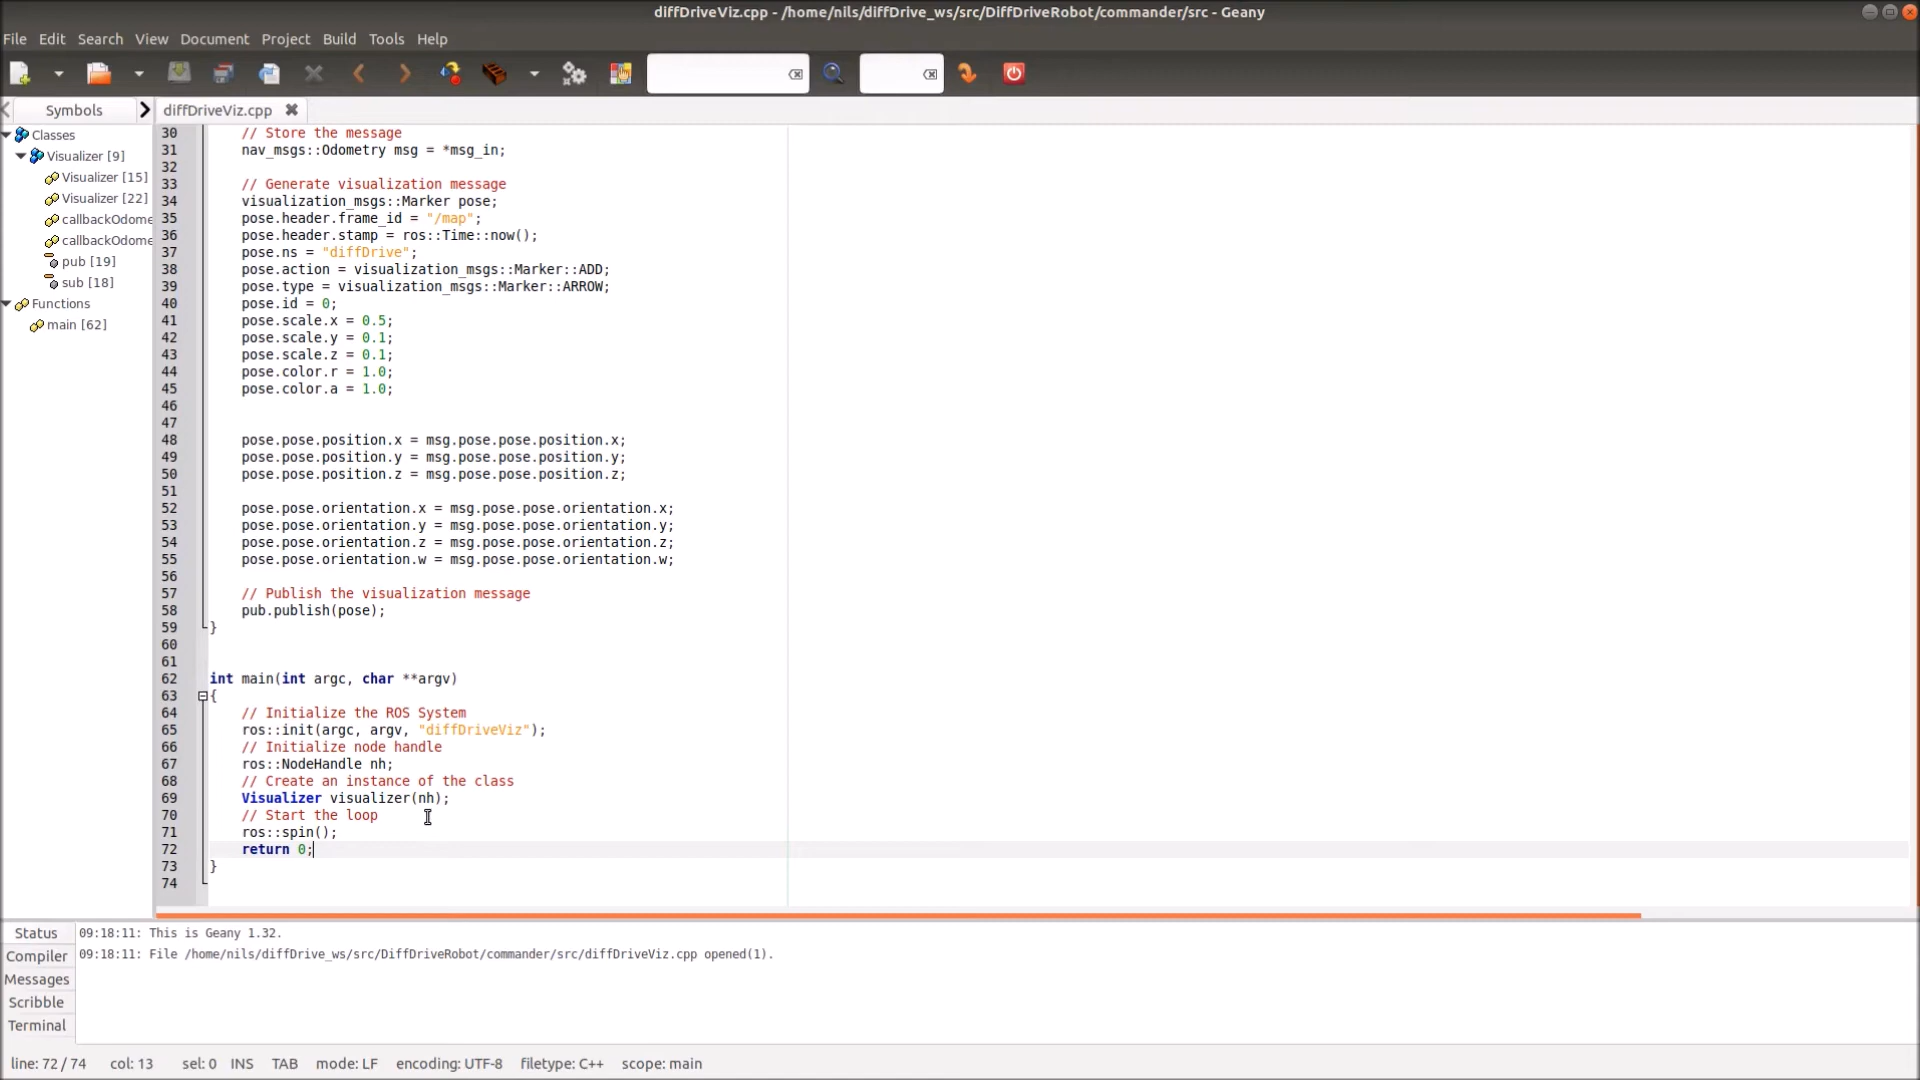 diffDriveViz.cpp - /home/nils/diffDrive_ws/src/DiffDriveRobot/commander/src - Geany
File Edit Search View Document Project Build Tools Help
Symbols
diffDriveViz.cpp
Classes
Visualizer [9]
Visualizer [15]
Visualizer [22]
callbackOdome
callbackOdome
pub [19]
sub [18]
Functions
main [62]
30 // Store the message
31 nav_msgs::Odometry msg = *msg_in;
32
33 // Generate visualization message
34 visualization_msgs::Marker pose;
35 pose.header.frame_id = "/map";
36 pose.header.stamp = ros::Time::now();
37 pose.ns = "diffDrive";
38 pose.action = visualization_msgs::Marker::ADD;
39 pose.type = visualization_msgs::Marker::ARROW;
40 pose.id = 0;
41 pose.scale.x = 0.5;
42 pose.scale.y = 0.1;
43 pose.scale.z = 0.1;
44 pose.color.r = 1.0;
45 pose.color.a = 1.0;
46
47
48 pose.pose.position.x = msg.pose.pose.position.x;
49 pose.pose.position.y = msg.pose.pose.position.y;
50 pose.pose.position.z = msg.pose.pose.position.z;
51
52 pose.pose.orientation.x = msg.pose.pose.orientation.x;
53 pose.pose.orientation.y = msg.pose.pose.orientation.y;
54 pose.pose.orientation.z = msg.pose.pose.orientation.z;
55 pose.pose.orientation.w = msg.pose.pose.orientation.w;
56
57 // Publish the visualization message
58 pub.publish(pose);
59 }
60
61
62 int main(int argc, char **argv)
63 {
64 // Initialize the ROS System
65 ros::init(argc, argv, "diffDriveViz");
66 // Initialize node handle
67 ros::NodeHandle nh;
68 // Create an instance of the class
69 Visualizer visualizer(nh);
70 // Start the loop
71 ros::spin();
72 return 0;
73 }
74
Status
Compiler
Messages
Scribble
Terminal
09:18:11: This is Geany 1.32.
09:18:11: File /home/nils/diffDrive_ws/src/DiffDriveRobot/commander/src/diffDriveViz.cpp opened(1).
line: 72 / 74 col: 13 sel: 0 INS TAB mode: LF encoding: UTF-8 filetype: C++ scope: main